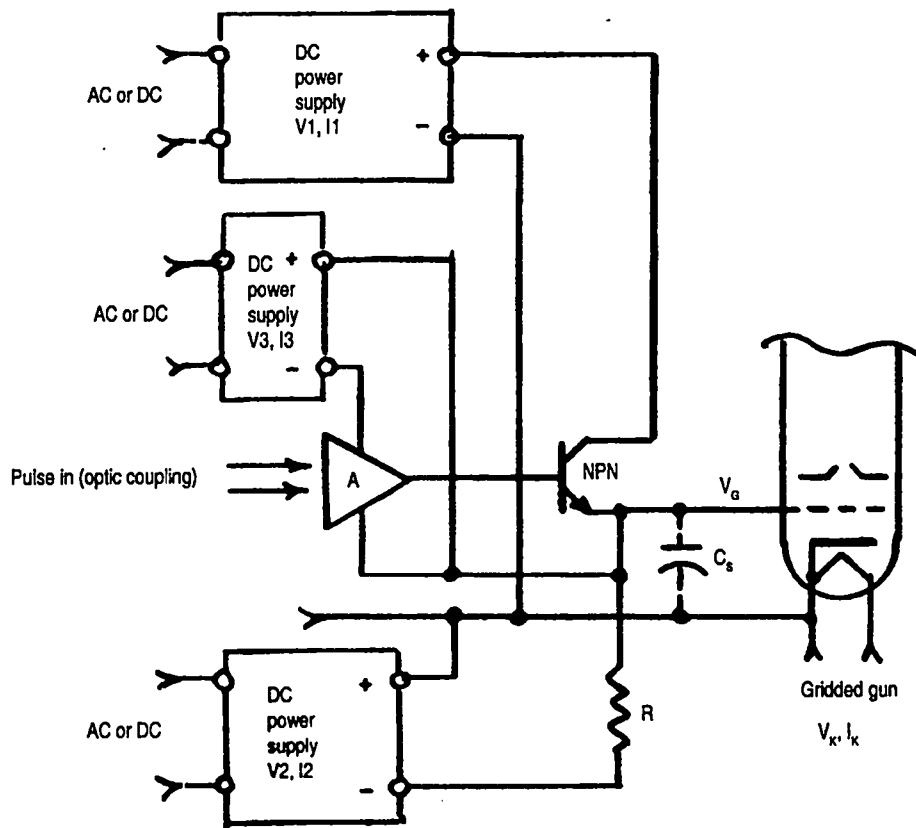 AC or DC
DC
power
supply
V1, I1
+
−
AC or DC
DC
power
supply
V3, I3
+
−
Pulse in (optic coupling)
A
NPN
V_G
C_s
AC or DC
DC
power
supply
V2, I2
+
−
R
Gridded gun
V_K, I_K